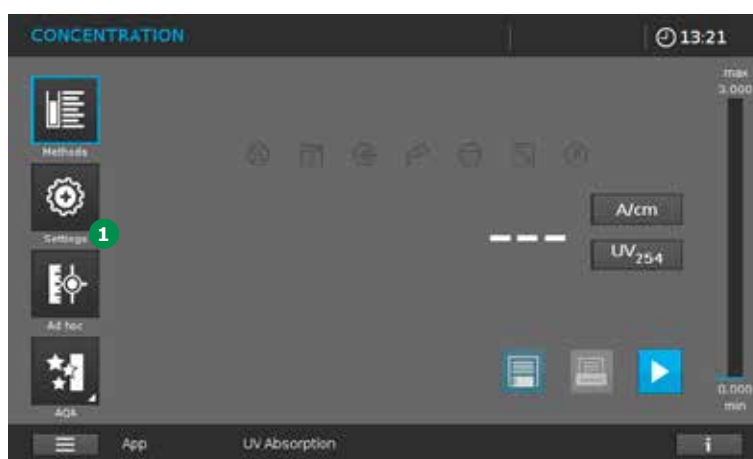 CONCENTRATION
13:21
max
3.000
Methods
Settings
1
A/cm
UV254
Ad hoc
AQA
0.000
min
App
UV Absorption
i